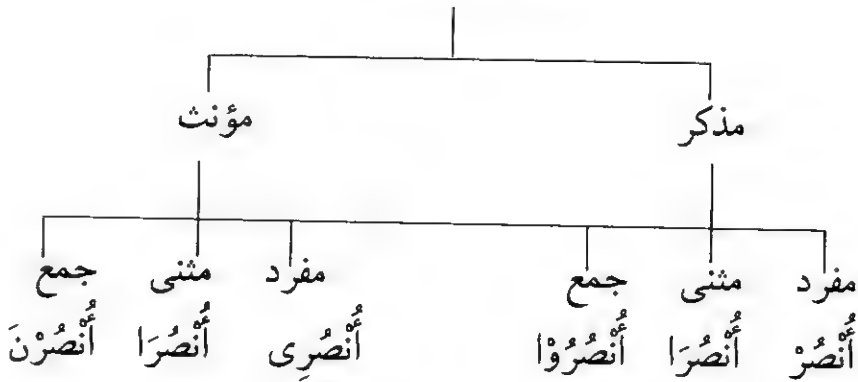 مذكر مؤنث
مفرد مثنى جمع مفرد مثنى جمع
أُنْصُرْ أُنْصُرَا أُنْصُرُوْا أُنْصُرِى أُنْصُرَا أُنْصُرْنَ